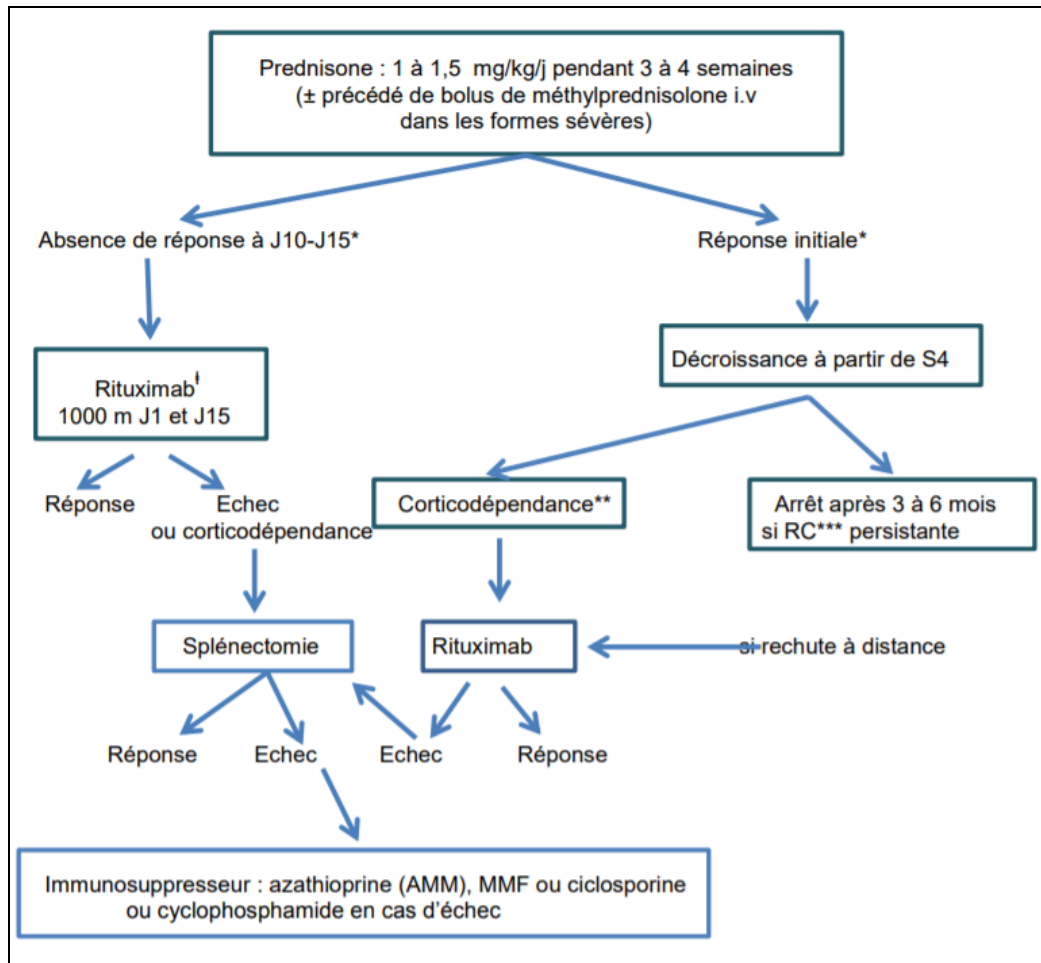 Prednisone : 1 à 1,5 mg/kg/j pendant 3 à 4 semaines
(± précédé de bolus de méthylprednisolone i.v
dans les formes sévères)
Absence de réponse à J10-J15*
Réponse initiale*
Rituximabƚ
1000 m J1 et J15
Décroissance à partir de S4
Réponse
Echec
ou corticodépendance
Corticodépendance**
Arrêt après 3 à 6 mois
si RC*** persistante
Splénectomie
Rituximab
si rechute à distance
Réponse
Echec
Echec
Réponse
Immunosuppresseur : azathioprine (AMM), MMF ou ciclosporine
ou cyclophosphamide en cas d’échec